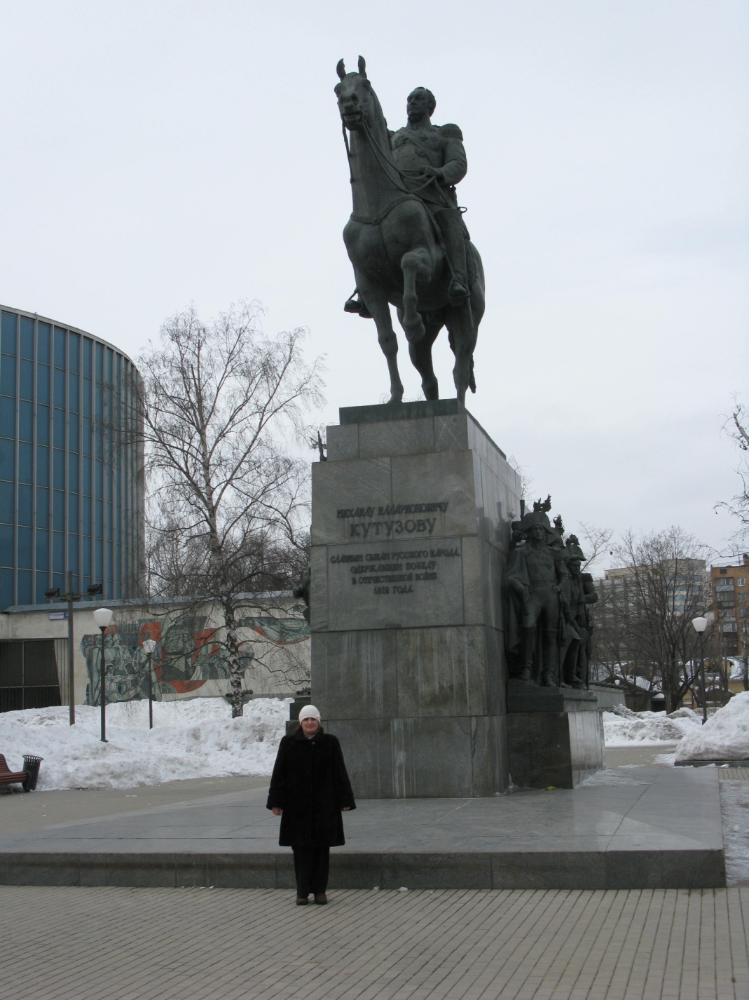 МИХАИЛУ ИЛЛАРИОНОВИЧУ
КУТУЗОВУ
СЛАВНЫМ СЫНАМ РУССКОГО НАРОДА
ОДЕРЖАВШИМ ПОБЕДУ
В ОТЕЧЕСТВЕННОЙ ВОЙНЕ
1812 ГОДА